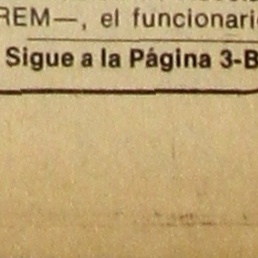 REM—, el funcionari
Sigue a la Página 3-B